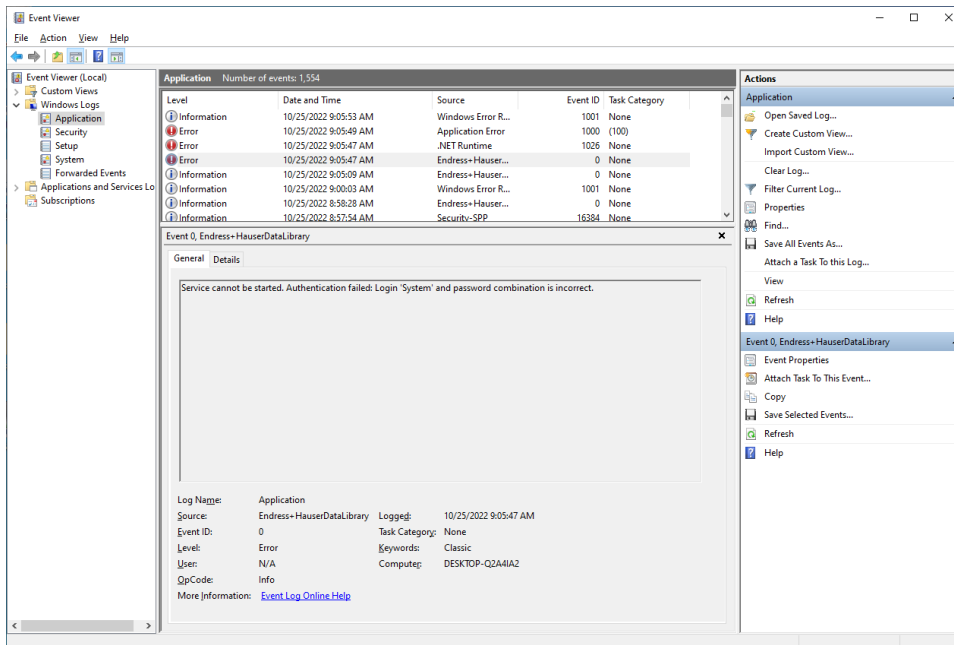 Event Viewer
File Action View Help
Event Viewer (Local)
Custom Views
Windows Logs
Application
Security
Setup
System
Forwarded Events
Applications and Services Lo
Subscriptions
Application Number of events: 1,554
Level Date and Time Source Event ID Task Category
Information 10/25/2022 9:05:53 AM Windows Error R... 1001 None
Error 10/25/2022 9:05:49 AM Application Error 1000 (100)
Error 10/25/2022 9:05:47 AM .NET Runtime 1026 None
Error 10/25/2022 9:05:47 AM Endress+Hauser... 0 None
Information 10/25/2022 9:05:09 AM Endress+Hauser... 0 None
Information 10/25/2022 9:00:03 AM Windows Error R... 1001 None
Information 10/25/2022 8:58:28 AM Endress+Hauser... 0 None
Information 10/25/2022 8:57:54 AM Security-SPP 16384 None
Event 0, Endress+HauserDataLibrary
General Details
Service cannot be started. Authentication failed: Login 'System' and password combination is incorrect.
Log Name: Application
Source: Endress+HauserDataLibrary Logged: 10/25/2022 9:05:47 AM
Event ID: 0 Task Category: None
Level: Error Keywords: Classic
User: N/A Computer: DESKTOP-Q2A4IA2
OpCode: Info
More Information: Event Log Online Help
Actions
Application
Open Saved Log...
Create Custom View...
Import Custom View...
Clear Log...
Filter Current Log...
Properties
Find...
Save All Events As...
Attach a Task To this Log...
View
Refresh
Help
Event 0, Endress+HauserDataLibrary
Event Properties
Attach Task To This Event...
Copy
Save Selected Events...
Refresh
Help